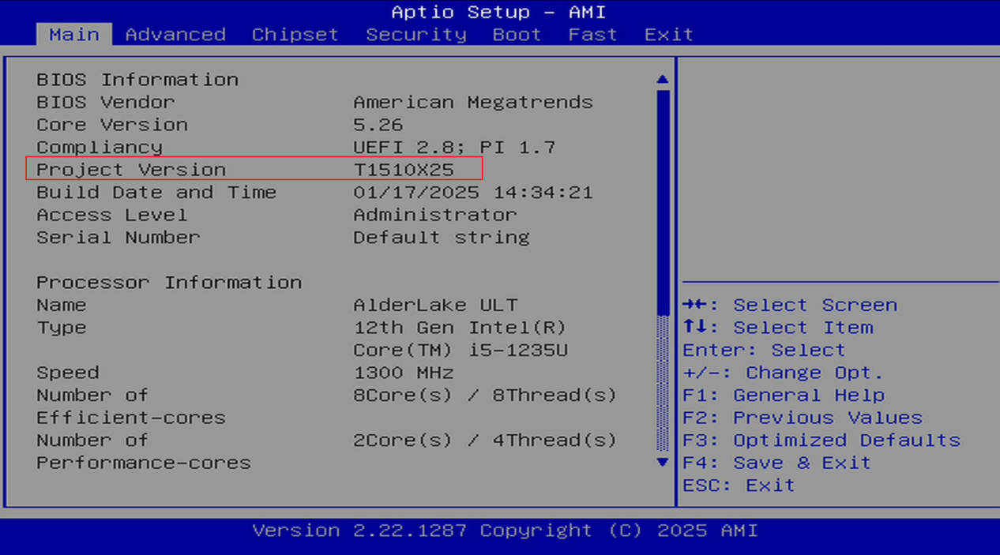 Aptio Setup - AMI
Main Advanced Chipset Security Boot Fast Exit
BIOS Information
BIOS Vendor American Megatrends
Core Version 5.26
Compliancy UEFI 2.8; PI 1.7
Project Version T1510X25
Build Date and Time 01/17/2025 14:34:21
Access Level Administrator
Serial Number Default string
Processor Information
Name AlderLake ULT
Type 12th Gen Intel(R)
Core(TM) i5-1235U
Speed 1300 MHz
Number of 8Core(s) / 8Thread(s)
Efficient-cores
Number of 2Core(s) / 4Thread(s)
Performance-cores
→←: Select Screen
↑↓: Select Item
Enter: Select
+/-: Change Opt.
F1: General Help
F2: Previous Values
F3: Optimized Defaults
F4: Save & Exit
ESC: Exit
Version 2.22.1287 Copyright (C) 2025 AMI